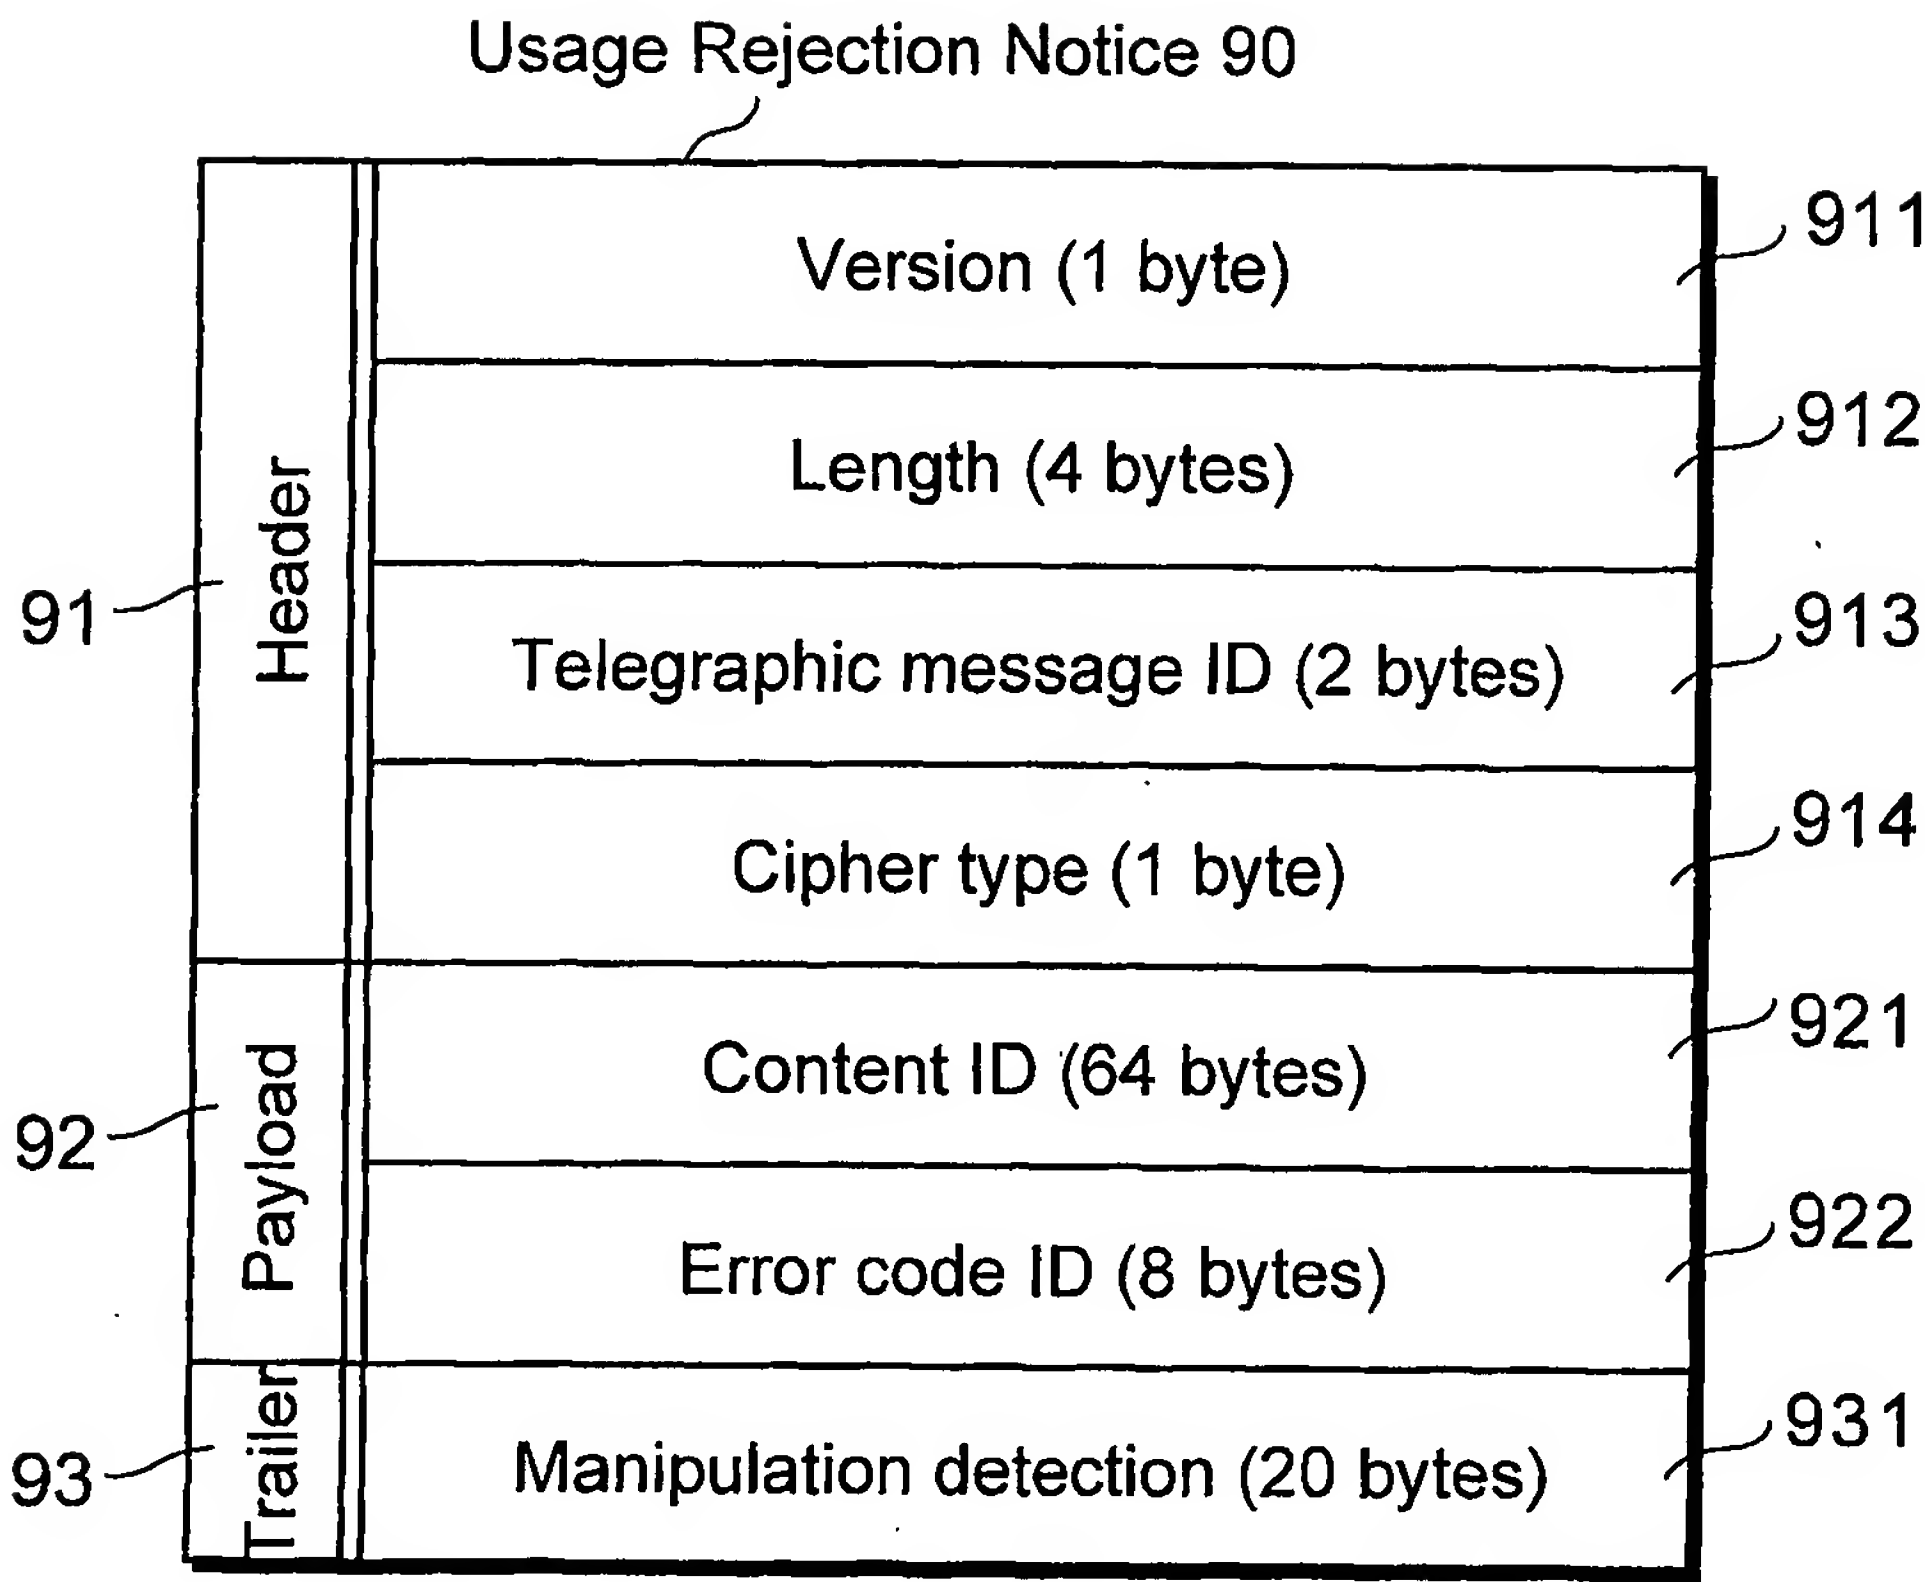 Usage Rejection Notice 90
Header
91
Version (1 byte)
911
Length (4 bytes)
912
Telegraphic message ID (2 bytes)
913
Cipher type (1 byte)
914
Payload
92
Content ID (64 bytes)
921
Error code ID (8 bytes)
922
Trailer
93
Manipulation detection (20 bytes)
931